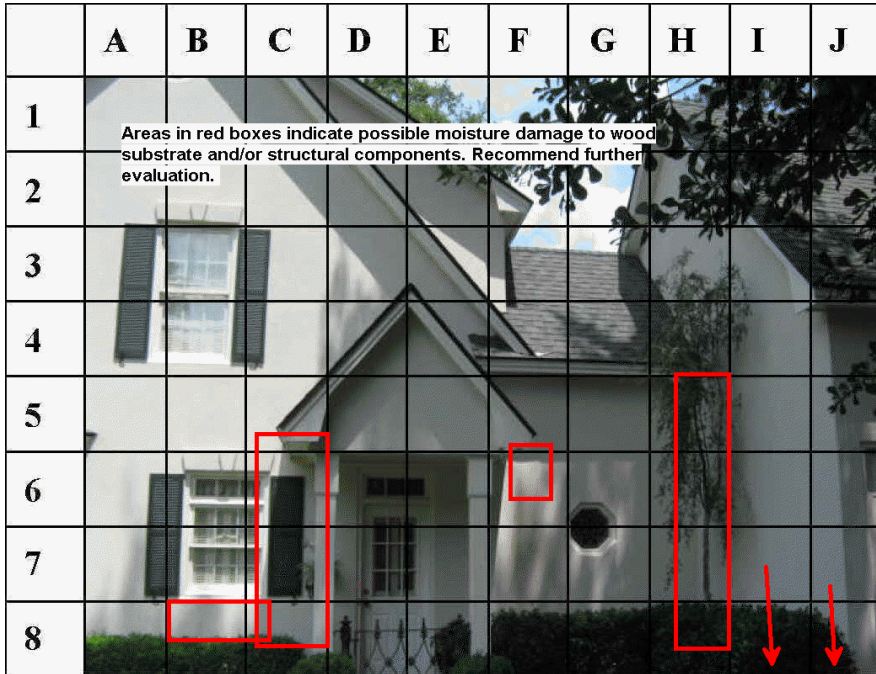 A B C D E F G H I J
1
Areas in red boxes indicate possible moisture damage to wood
substrate and/or structural components. Recommend further
evaluation.
2
3
4
5
6
7
8